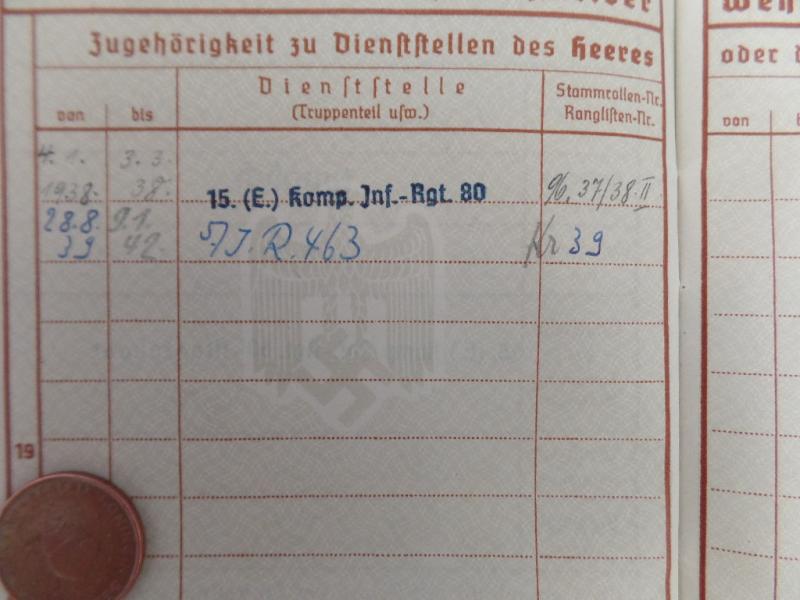 Zugehörigkeit zu Dienststellen des Heeres
oder
Dienststelle
(Truppenteil usw.)
Stammrollen-Nr.
Ranglisten-Nr.
von
bis
von
4. 1. 3. 3.
1938. 38. 15. (E.) Komp. Inf.-Rgt. 80 96. 37/38 II
28.8. 9.1.
39 42. 5/J.R. 463 Kr 39
19